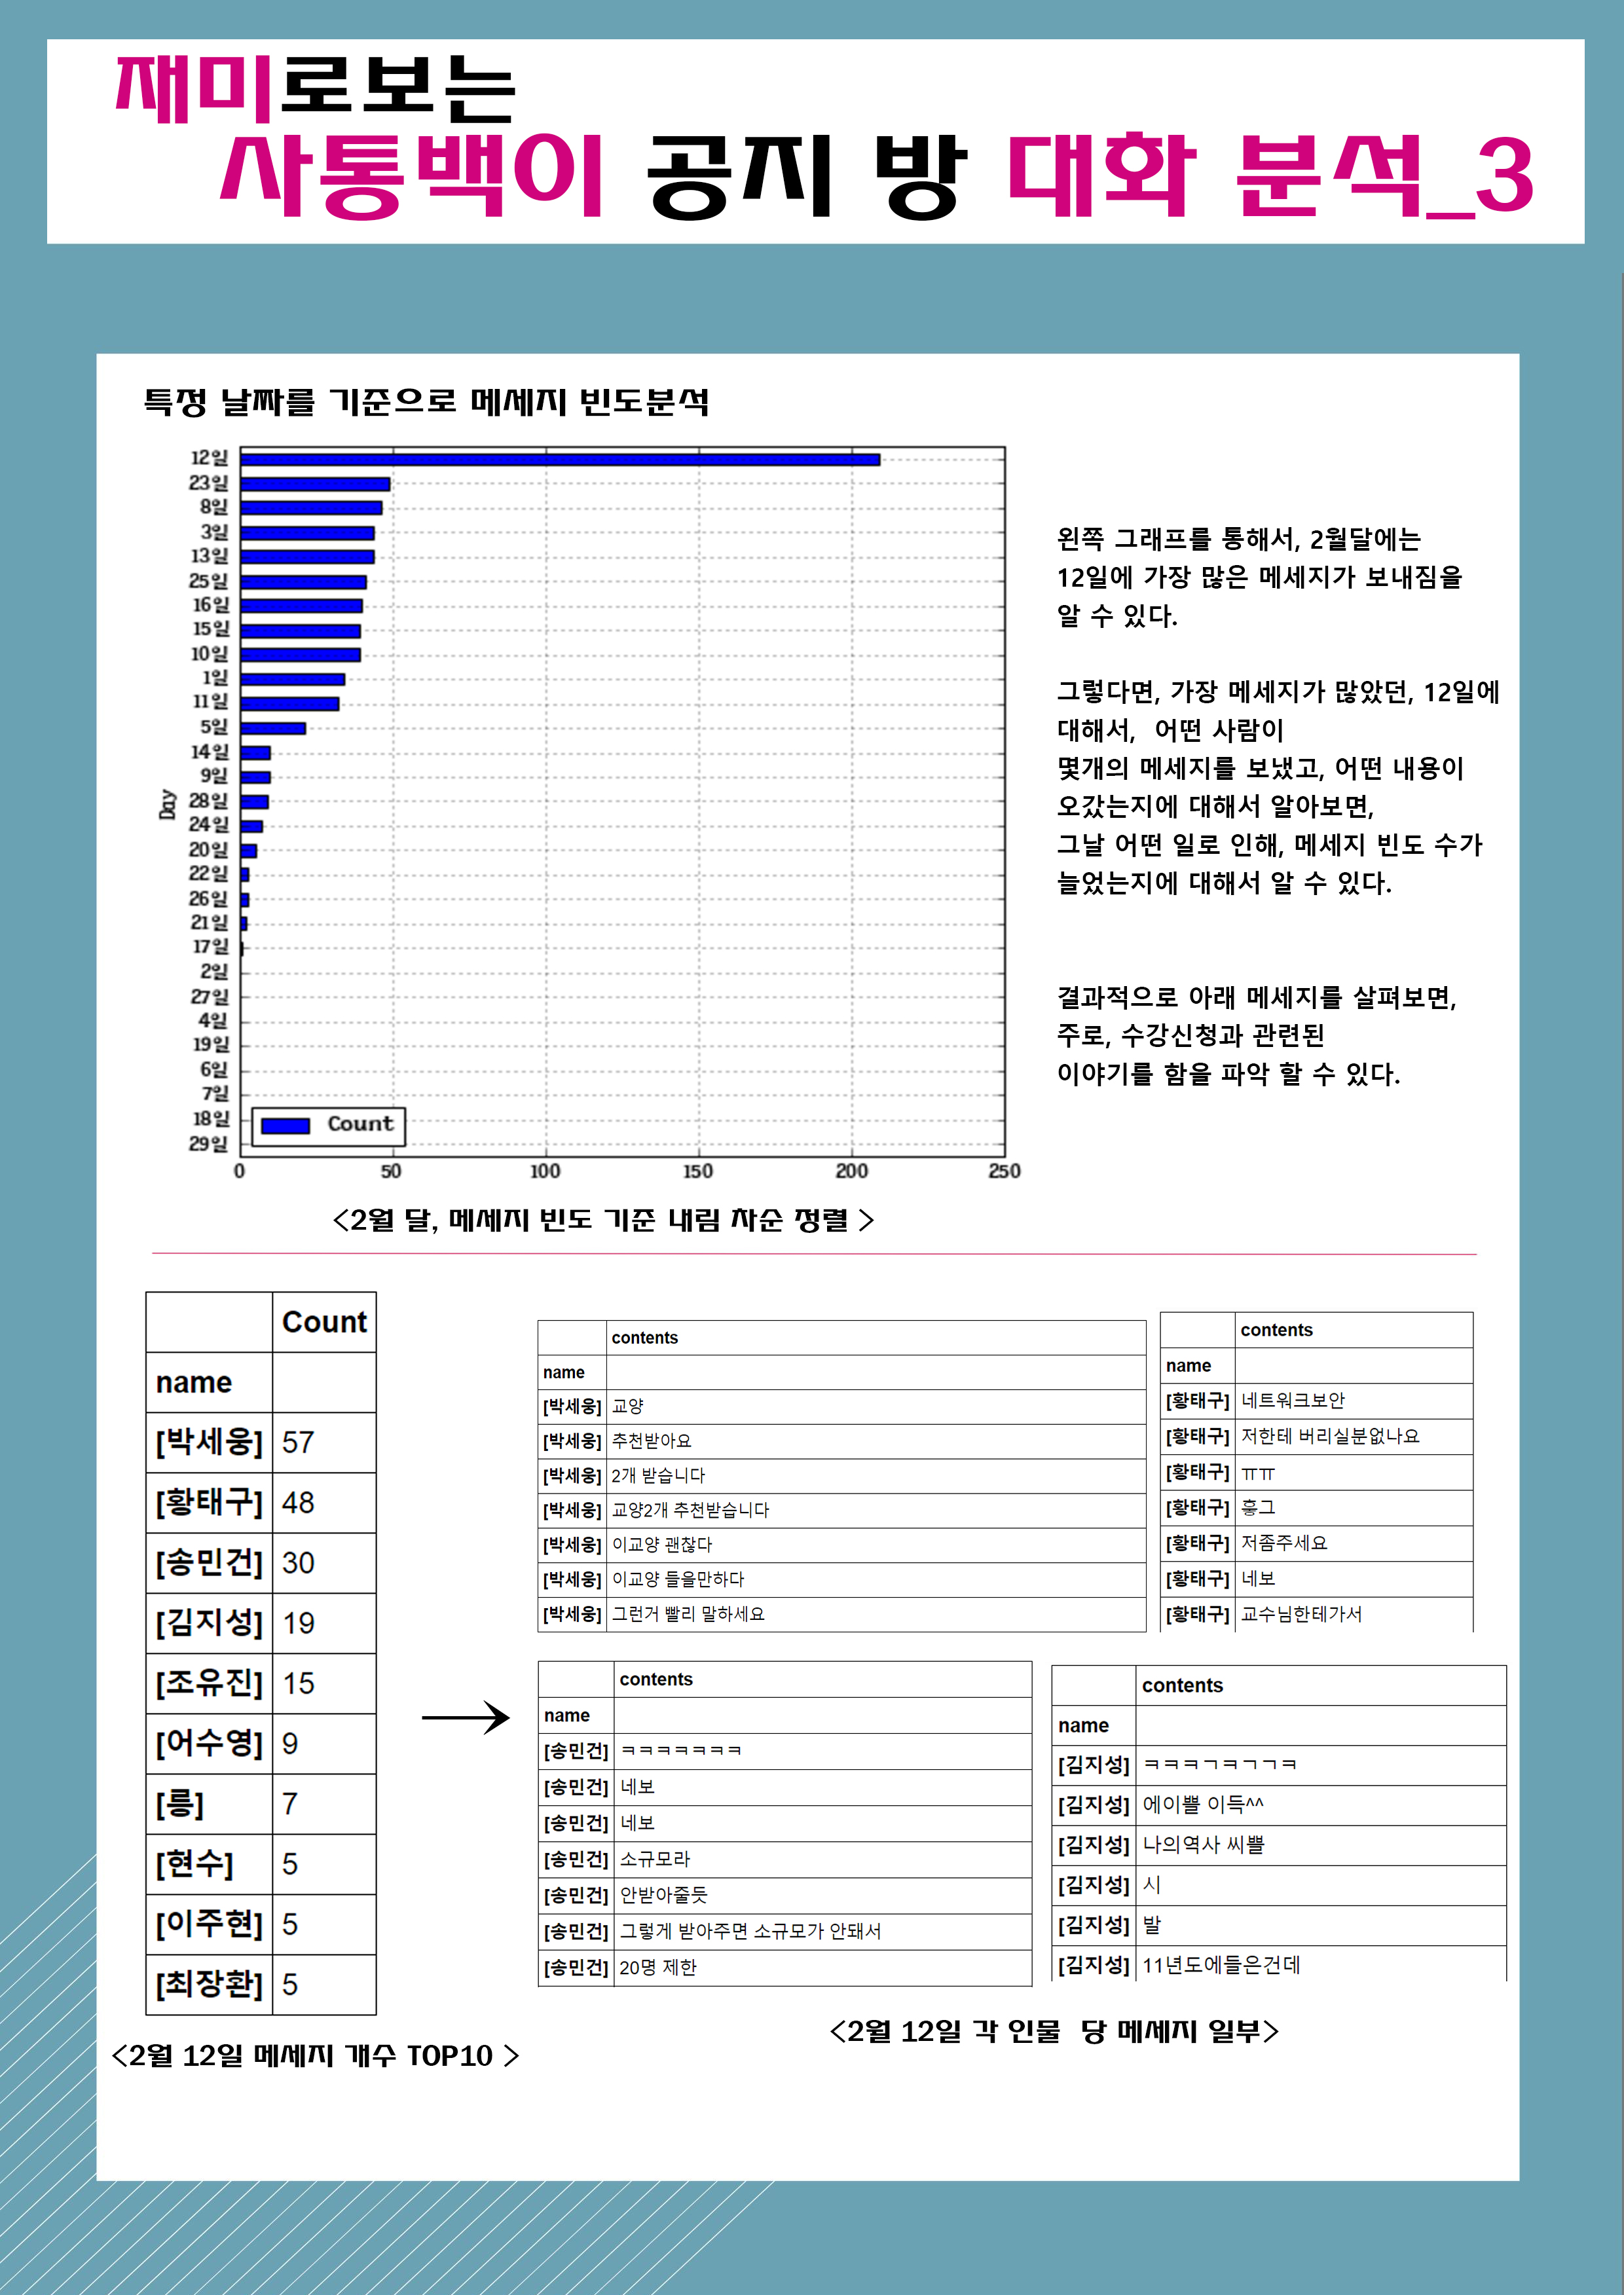 재미로보는
사통백이 공지 방 대화 분석_3
특정 날짜를 기준으로 메세지 빈도분석
12일
23일
8일
3일
13일
25일
16일
15일
10일
1일
11일
5일
14일
9일
28일
24일
20일
22일
26일
21일
17일
2일
27일
4일
19일
6일
7일
18일
29일
Day
Count
0 50 100 150 200 250
<2월 달, 메세지 빈도 기준 내림 차순 정렬 >
왼쪽 그래프를 통해서, 2월달에는
12일에 가장 많은 메세지가 보내짐을
알 수 있다.
그렇다면, 가장 메세지가 많았던, 12일에
대해서, 어떤 사람이
몇개의 메세지를 보냈고, 어떤 내용이
오갔는지에 대해서 알아보면,
그날 어떤 일로 인해, 메세지 빈도 수가
늘었는지에 대해서 알 수 있다.
결과적으로 아래 메세지를 살펴보면,
주로, 수강신청과 관련된
이야기를 함을 파악 할 수 있다.
Count
name
[박세웅] 57
[황태구] 48
[송민건] 30
[김지성] 19
[조유진] 15
[어수영] 9
[릉] 7
[현수] 5
[이주현] 5
[최장환] 5
<2월 12일 메세지 개수 TOP10 >
contents
name
[박세웅] 교양
[박세웅] 추천받아요
[박세웅] 2개 받습니다
[박세웅] 교양2개 추천받습니다
[박세웅] 이교양 괜찮다
[박세웅] 이교양 들을만하다
[박세웅] 그런거 빨리 말하세요
contents
name
[황태구] 네트워크보안
[황태구] 저한테 버리실분없나요
[황태구] ㅠㅠ
[황태구] 흫그
[황태구] 저좀주세요
[황태구] 네보
[황태구] 교수님한테가서
contents
name
[송민건] ㅋㅋㅋㅋㅋㅋㅋ
[송민건] 네보
[송민건] 네보
[송민건] 소규모라
[송민건] 안받아줄듯
[송민건] 그렇게 받아주면 소규모가 안돼서
[송민건] 20명 제한
contents
name
[김지성] ㅋㅋㅋㄱㅋㄱㄱㅋ
[김지성] 에이쁠 이득^^
[김지성] 나의역사 씨쁠
[김지성] 시
[김지성] 발
[김지성] 11년도에들은건데
<2월 12일 각 인물 당 메세지 일부>